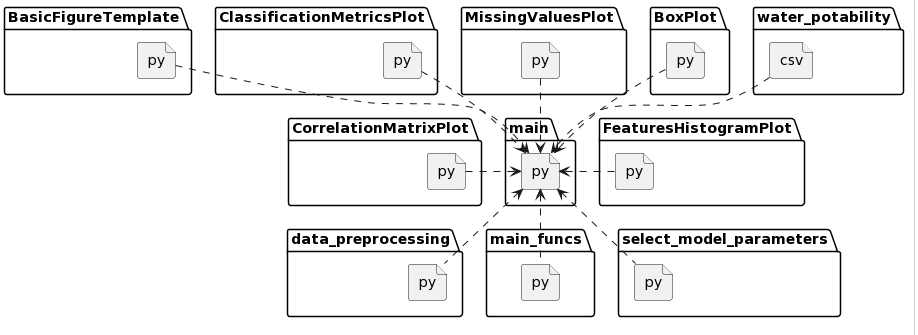 BasicFigureTemplate
py
ClassificationMetricsPlot
py
MissingValuesPlot
py
BoxPlot
py
water_potability
csv
CorrelationMatrixPlot
py
main
py
FeaturesHistogramPlot
py
data_preprocessing
py
main_funcs
py
select_model_parameters
py